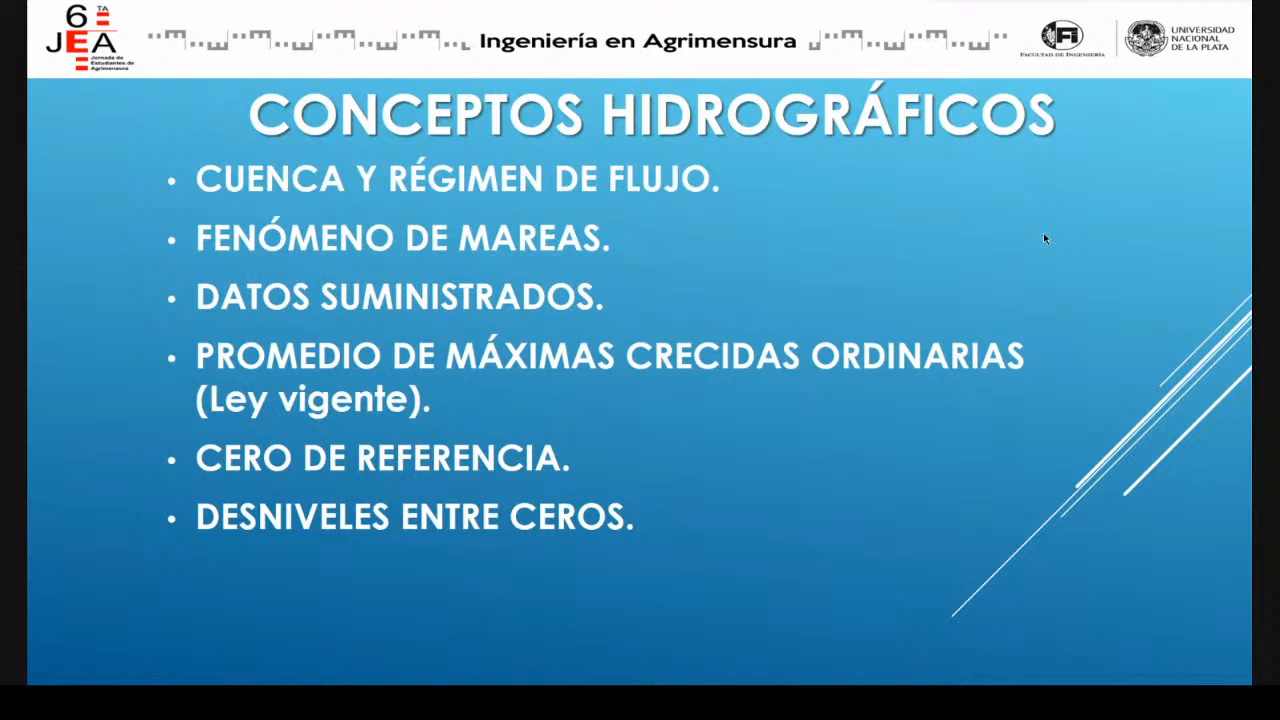 6 TA
JEA
Jornada de
Estudiantes de
Agrimensura
Ingeniería en Agrimensura
Fi
FACULTAD DE INGENIERÍA
UNIVERSIDAD
NACIONAL
DE LA PLATA
CONCEPTOS HIDROGRÁFICOS
• CUENCA Y RÉGIMEN DE FLUJO.
• FENÓMENO DE MAREAS.
• DATOS SUMINISTRADOS.
• PROMEDIO DE MÁXIMAS CRECIDAS ORDINARIAS
(Ley vigente).
• CERO DE REFERENCIA.
• DESNIVELES ENTRE CEROS.